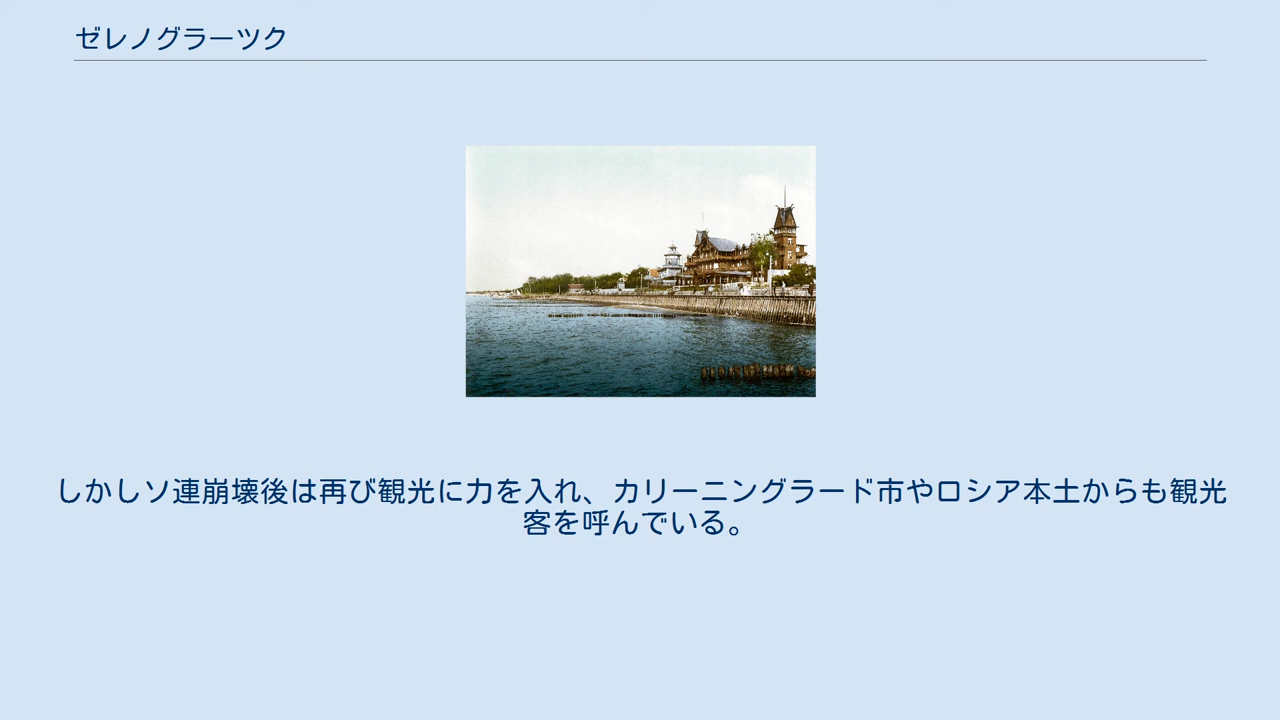 ゼレノグラーツク
しかしソ連崩壊後は再び観光に力を入れ、カリーニングラード市やロシア本土からも観光
客を呼んでいる。